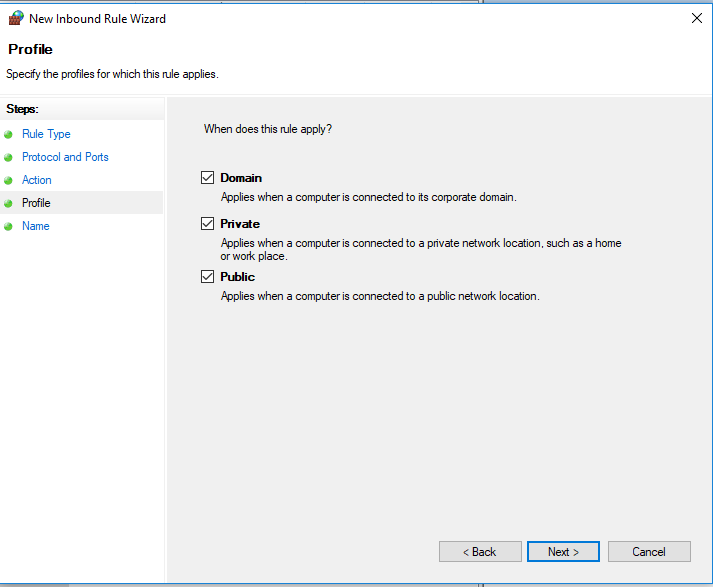 New Inbound Rule Wizard
Profile
Specify the profiles for which this rule applies.
Steps:
Rule Type
Protocol and Ports
Action
Profile
Name
When does this rule apply?
Domain
Applies when a computer is connected to its corporate domain.
Private
Applies when a computer is connected to a private network location, such as a home
or work place.
Public
Applies when a computer is connected to a public network location.
< Back
Next >
Cancel